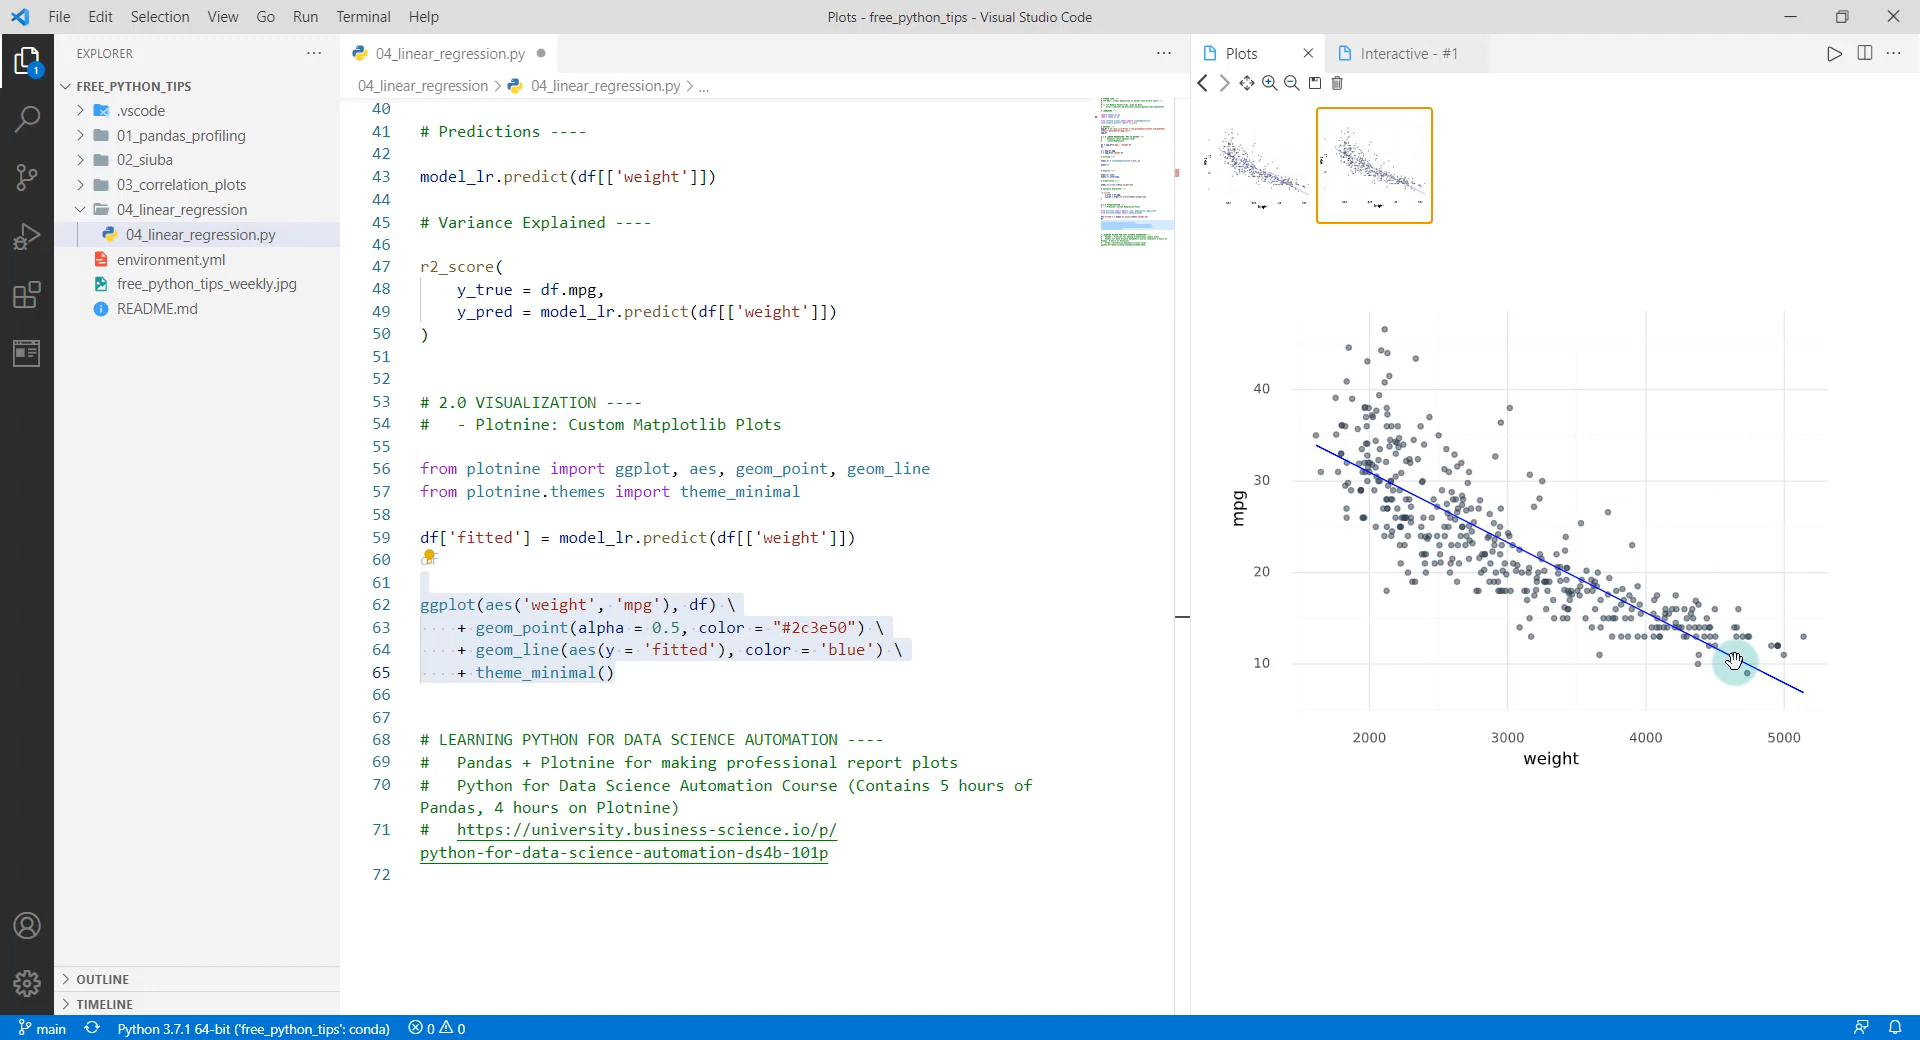 File Edit Selection View Go Run Terminal Help
Plots - free_python_tips - Visual Studio Code
EXPLORER
FREE_PYTHON_TIPS
.vscode
01_pandas_profiling
02_siuba
03_correlation_plots
04_linear_regression
04_linear_regression.py
environment.yml
free_python_tips_weekly.jpg
README.md
OUTLINE
TIMELINE
1
04_linear_regression.py
04_linear_regression > 04_linear_regression.py > ...
40
41 # Predictions ----
42
43 model_lr.predict(df[['weight']])
44
45 # Variance Explained ----
46
47 r2_score(
48 y_true = df.mpg,
49 y_pred = model_lr.predict(df[['weight']])
50 )
51
52
53 # 2.0 VISUALIZATION ----
54 # - Plotnine: Custom Matplotlib Plots
55
56 from plotnine import ggplot, aes, geom_point, geom_line
57 from plotnine.themes import theme_minimal
58
59 df['fitted'] = model_lr.predict(df[['weight']])
60 df
61
62 ggplot(aes('weight', 'mpg'), df) \
63 + geom_point(alpha = 0.5, color = "#2c3e50") \
64 + geom_line(aes(y = 'fitted'), color = 'blue') \
65 + theme_minimal()
66
67
68 # LEARNING PYTHON FOR DATA SCIENCE AUTOMATION ----
69 # Pandas + Plotnine for making professional report plots
70 # Python for Data Science Automation Course (Contains 5 hours of
Pandas, 4 hours on Plotnine)
71 # https://university.business-science.io/p/
python-for-data-science-automation-ds4b-101p
72
Plots
Interactive - #1
40
30
20
10
mpg
2000 3000 4000 5000
weight
main Python 3.7.1 64-bit ('free_python_tips': conda) 0 0